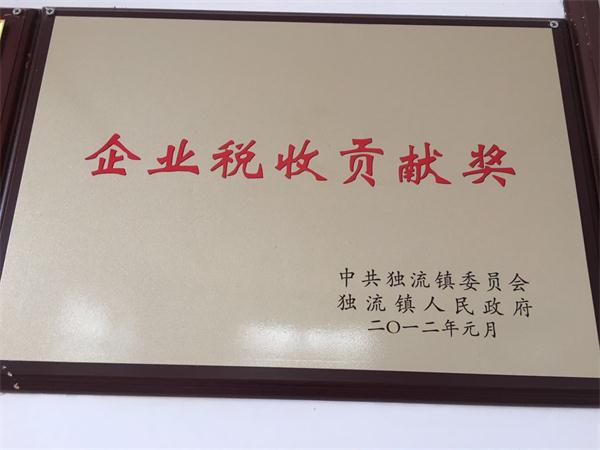 企业税收贡献奖
中共独流镇委员会
独流镇人民政府
二〇一二年元月